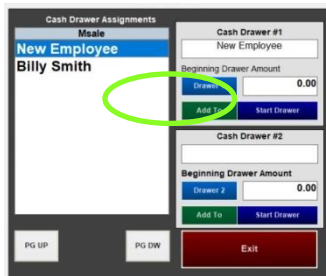 Cash Drawer Assignments
Msale
New Employee
Billy Smith
PG UP
PG DW
Cash Drawer #1
New Employee
Beginning Drawer Amount
Drawer
0.00
Add To
Start Drawer
Cash Drawer #2
Beginning Drawer Amount
Drawer 2
0.00
Add To
Start Drawer
Exit